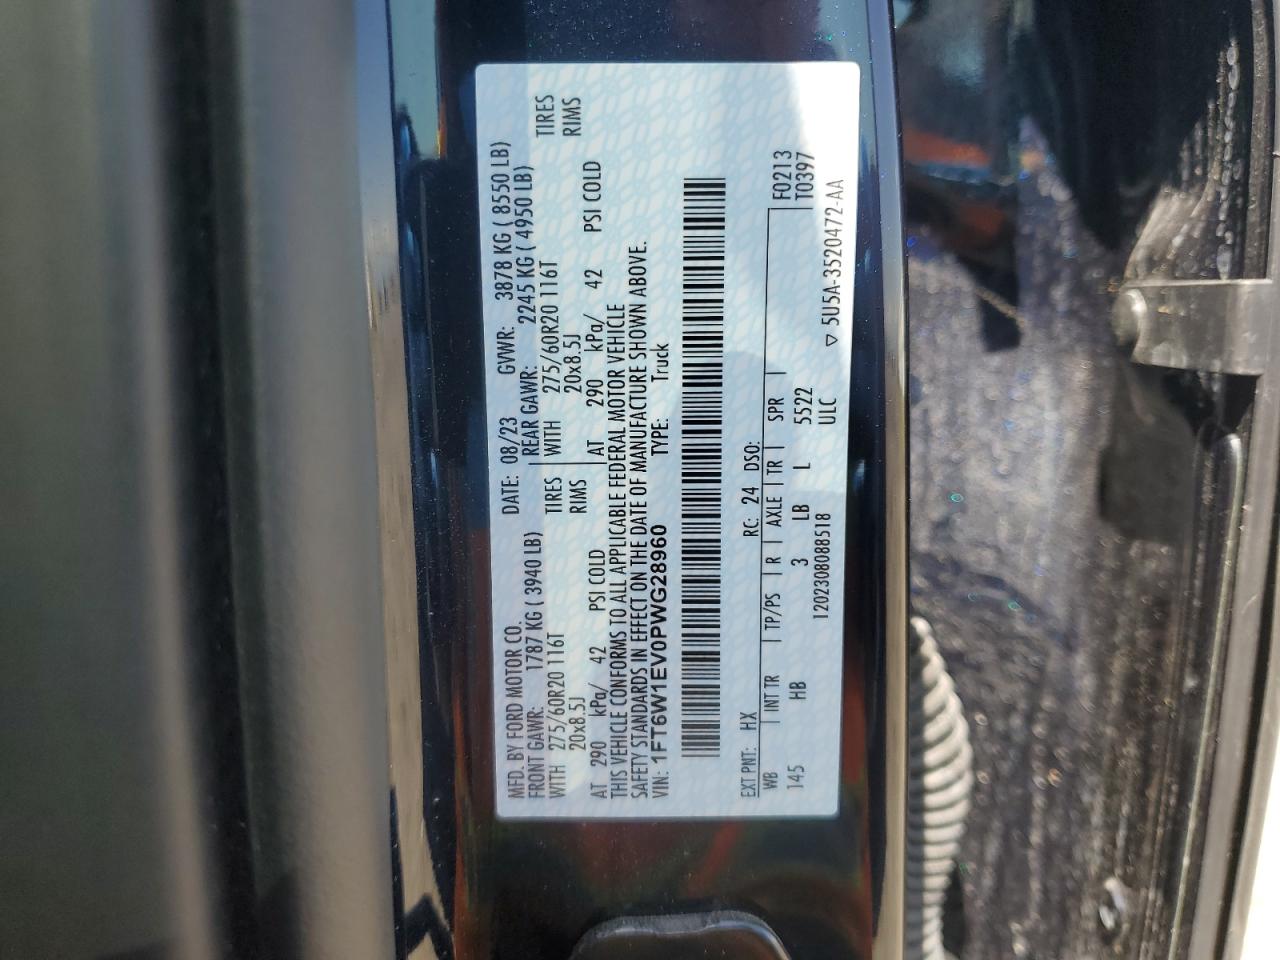 MFD. BY FORD MOTOR CO. DATE: 08/23 GVWR: 3878 KG ( 8550 LB)
FRONT GAWR: 1787 KG ( 3940 LB) REAR GAWR: 2245 KG ( 4950 LB)
WITH 275/60R20 116T TIRES WITH 275/60R20 116T TIRES
20x8.5J RIMS 20x8.5J RIMS
AT 290 kPa/ 42 PSI COLD AT 290 kPa/ 42 PSI COLD
THIS VEHICLE CONFORMS TO ALL APPLICABLE FEDERAL MOTOR VEHICLE
SAFETY STANDARDS IN EFFECT ON THE DATE OF MANUFACTURE SHOWN ABOVE.
VIN: 1FT6W1EV0PWG28960 TYPE: Truck
EXT PNT: HX RC: 24 DSO:
WB INT TR TP/PS R AXLE TR SPR F0213
145 HB 3 LB L 5522 T0397
1202308088518 ULC ▽ 5U5A-3520472-AA